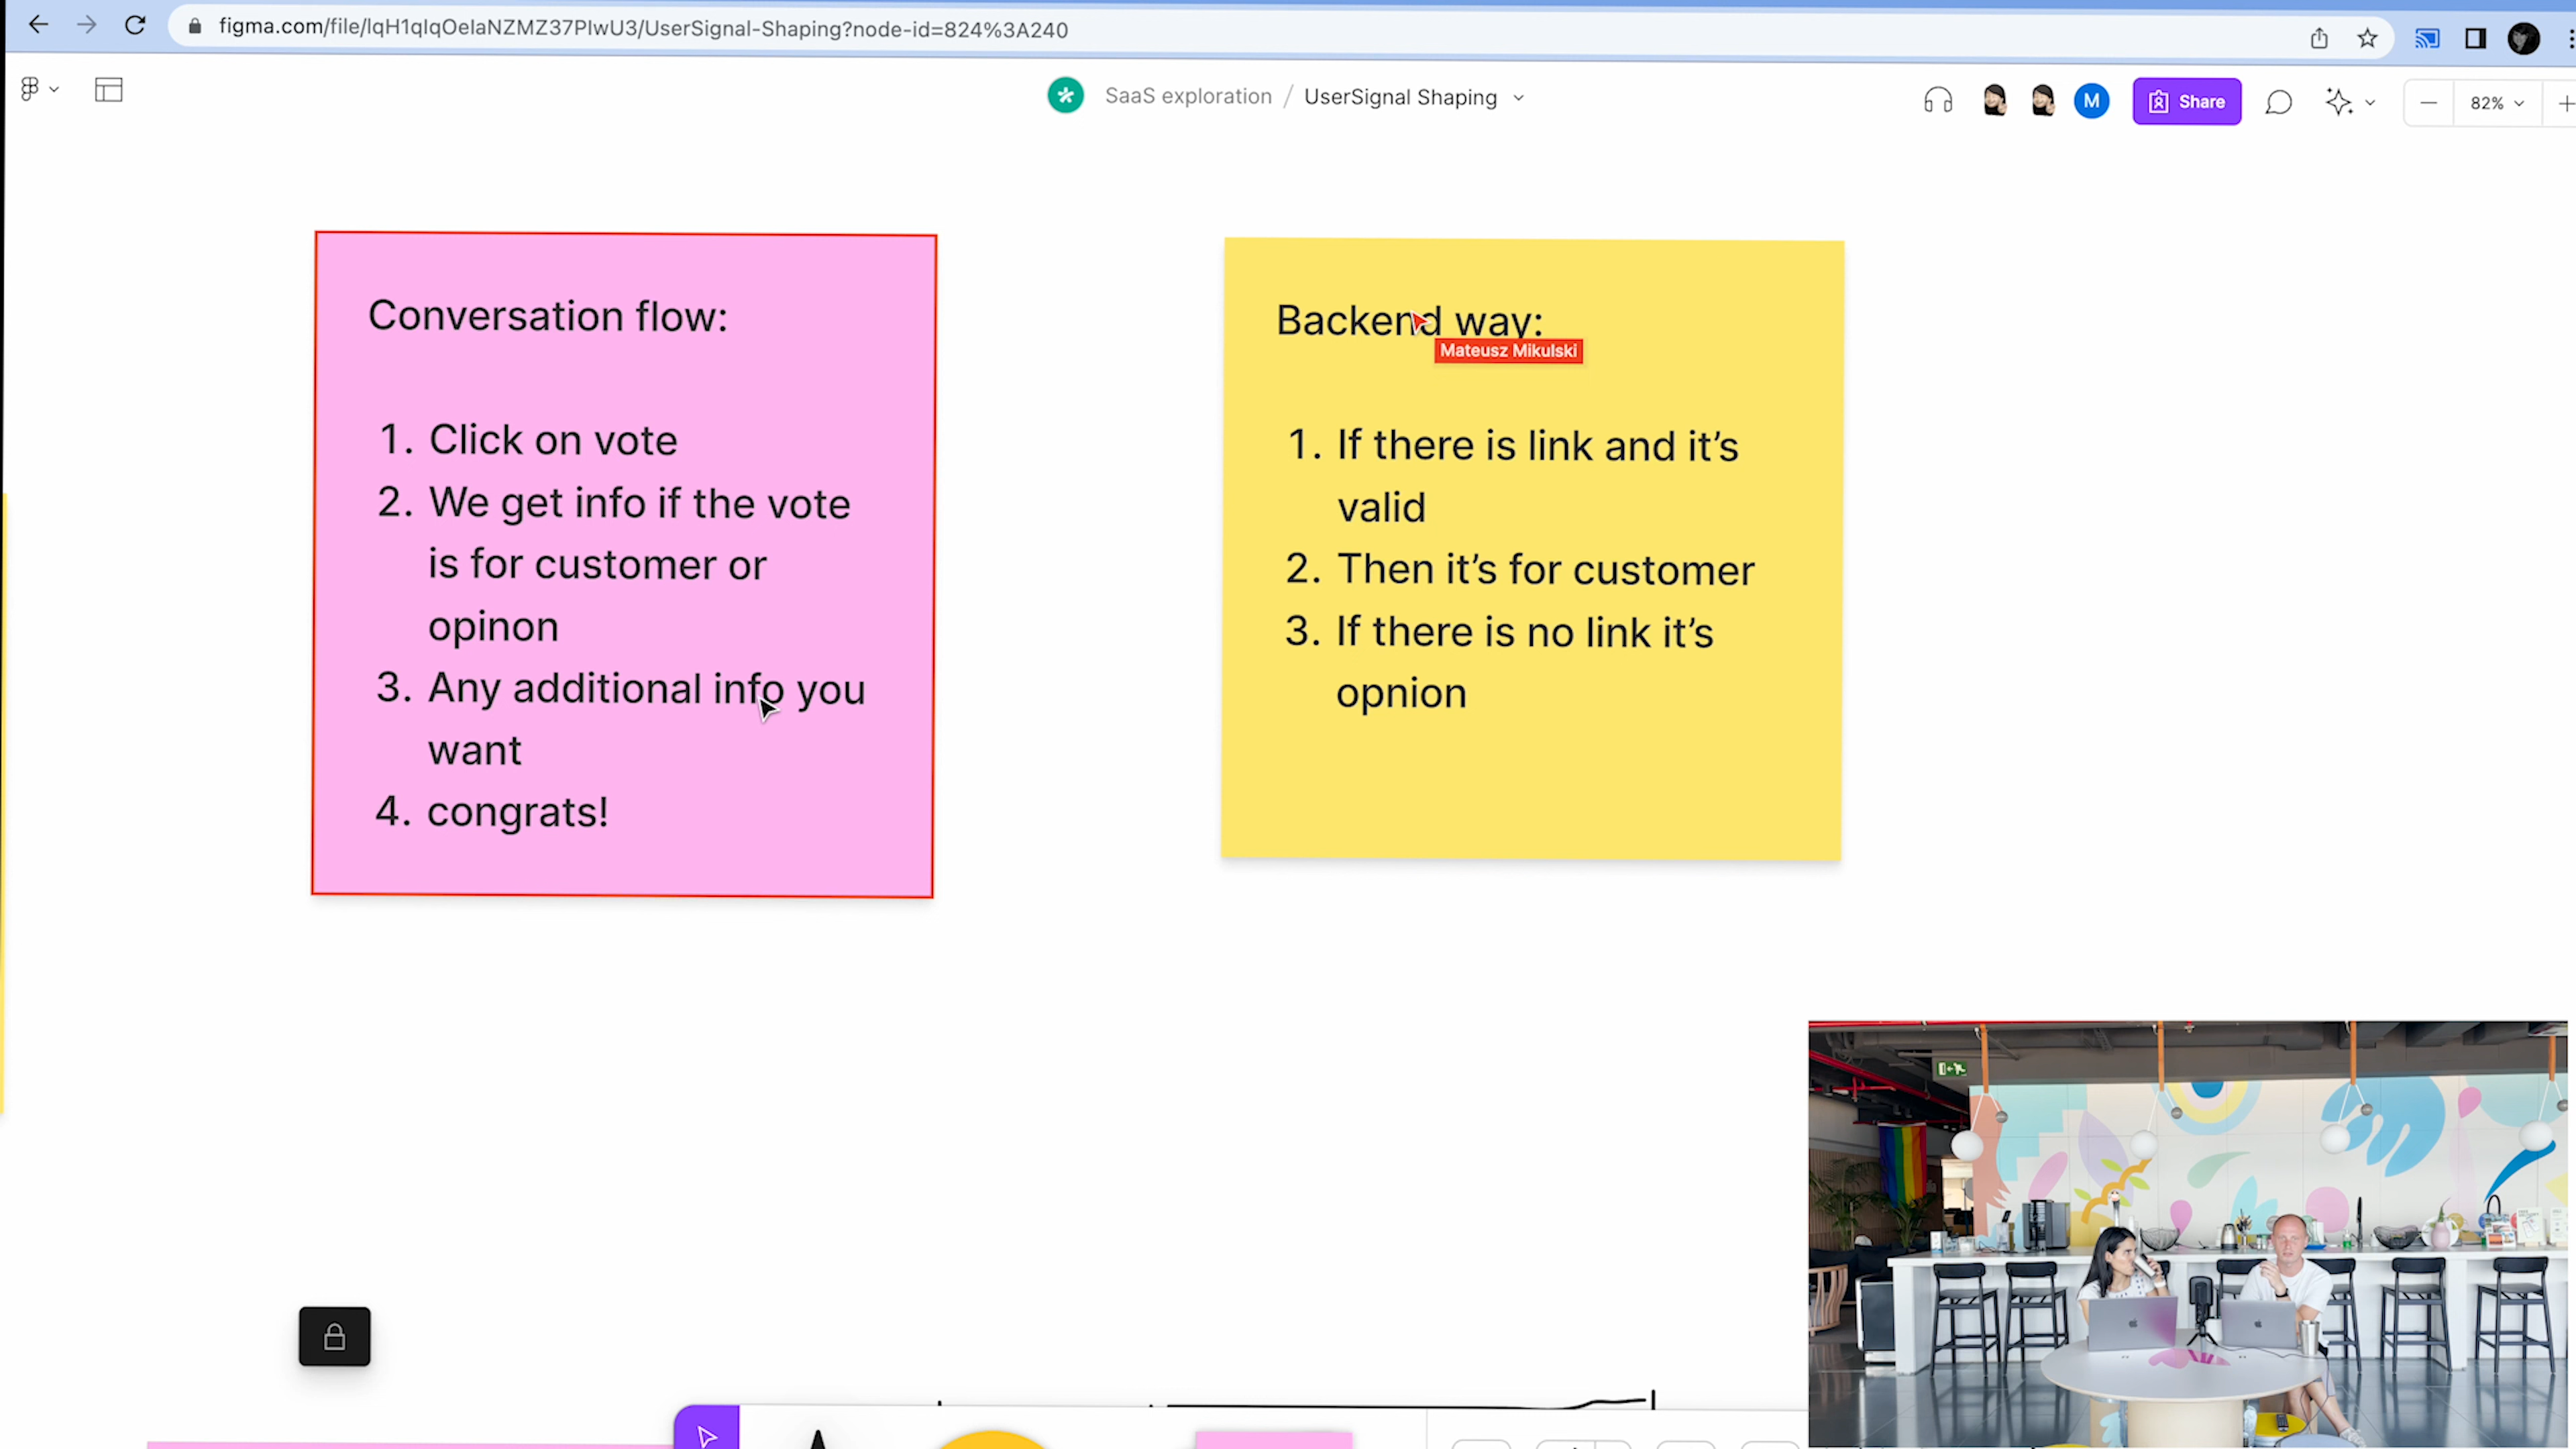 figma.com/file/lqH1qIqOeIaNZMZ37PIwU3/UserSignal-Shaping?node-id=824%3A240
SaaS exploration / UserSignal Shaping
M
Share
82%
Conversation flow:
1. Click on vote
2. We get info if the vote
is for customer or
opinon
3. Any additional info you
want
4. congrats!
Backend way:
Mateusz Mikulski
1. If there is link and it's
valid
2. Then it's for customer
3. If there is no link it's
opnion